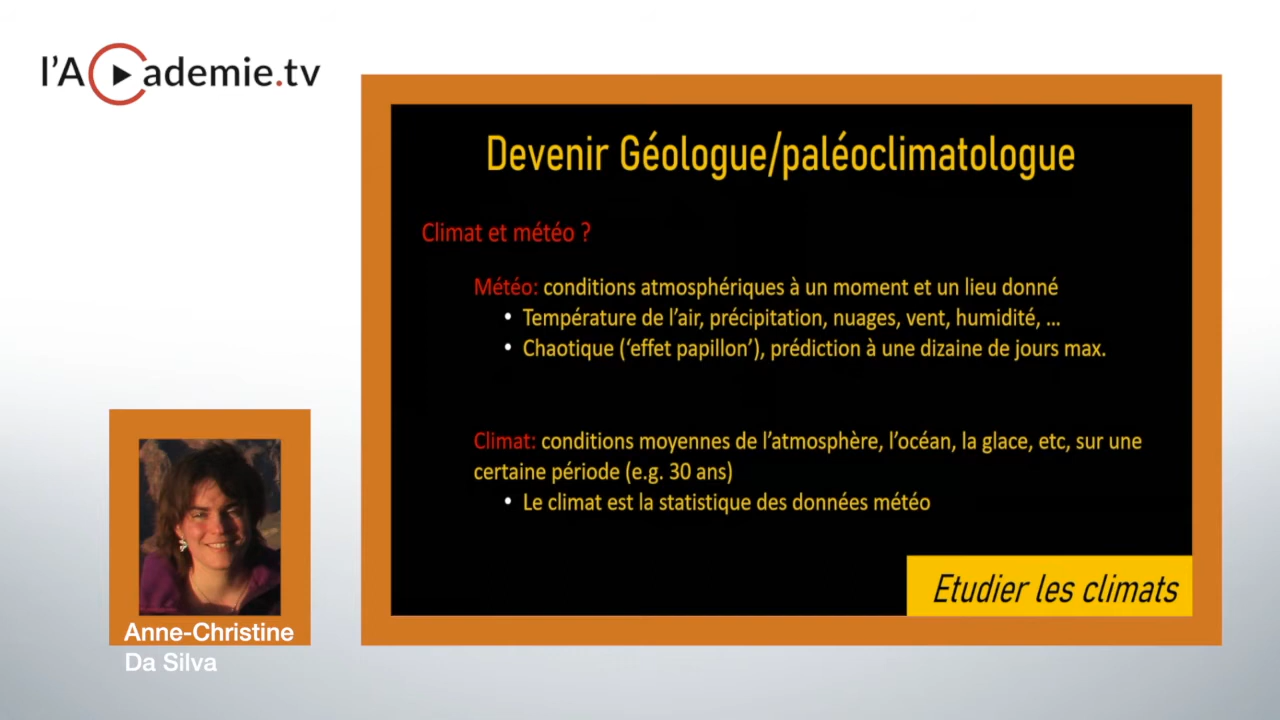 l'Academie.tv
Devenir Géologue/paléoclimatologue
Climat et météo ?
Météo: conditions atmosphériques à un moment et un lieu donné
• Température de l'air, précipitation, nuages, vent, humidité, ...
• Chaotique ('effet papillon'), prédiction à une dizaine de jours max.
Climat: conditions moyennes de l'atmosphère, l'océan, la glace, etc, sur une
certaine période (e.g. 30 ans)
• Le climat est la statistique des données météo
Etudier les climats
Anne-Christine
Da Silva